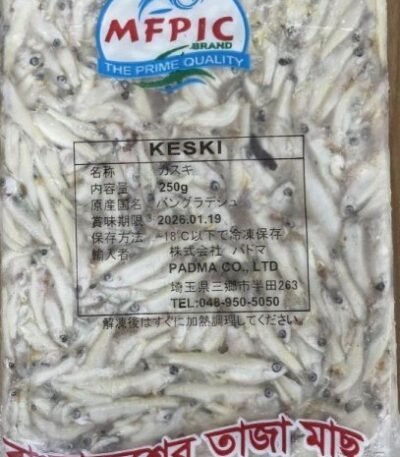 MFPIC
BRAND
THE PRIME QUALITY
KESKI
名称 カスキ
内容量 250g
原産国名 バングラデシュ
賞味期限 2026.01.19
保存方法 -18℃以下で冷凍保存
輸入者 株式会社 パドマ
PADMA CO., LTD
埼玉県三郷市半田263
TEL:048-950-5050
解凍後はすぐに加熱調理してください
তাজা মাছ